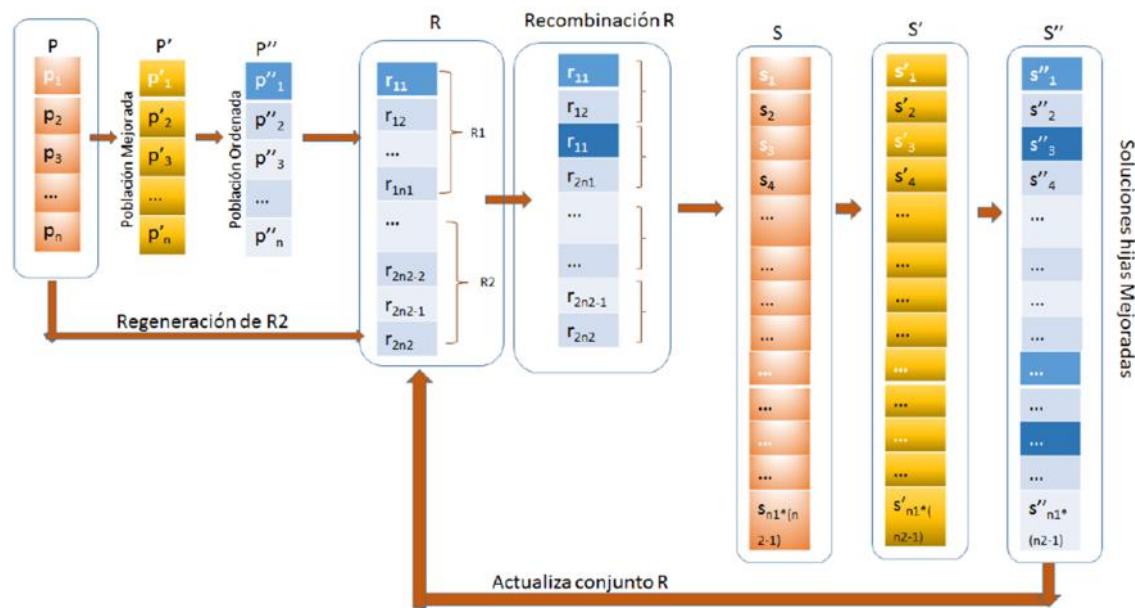 P
p1
p2
p3
...
pn
P'
Población Mejorada
p'1
p'2
p'3
...
p'n
P''
Población Ordenada
p''1
p''2
p''3
...
p''n
Regeneración de R2
R
r11
r12
...
r1n1
...
r2n2-2
r2n2-1
r2n2
R1
R2
Recombinación R
r11
r12
r11
r2n1
...
...
r2n2-1
r2n2
S
s1
s2
s3
s4
...
...
...
...
...
...
...
...
sn1*(n
2-1)
S'
s'1
s'2
s'3
s'4
...
...
...
...
...
...
...
...
s'n1*(
n2-1)
S''
s''1
s''2
s''3
s''4
...
...
...
...
...
...
...
...
s''n1*
(n2-1)
Soluciones hijas Mejoradas
Actualiza conjunto R